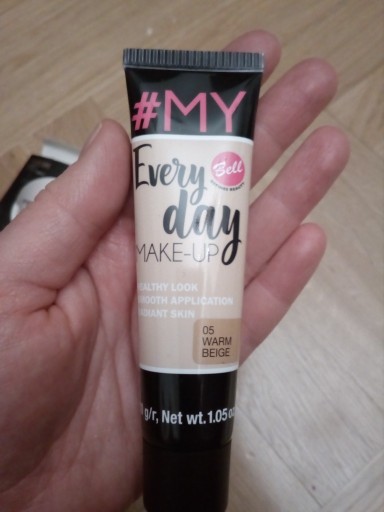 #MY
Every
Bell
day
MAKE-UP
HEALTHY LOOK
SMOOTH APPLICATION
RADIANT SKIN
05
WARM
BEIGE
g/r, Net wt. 1.05 oz